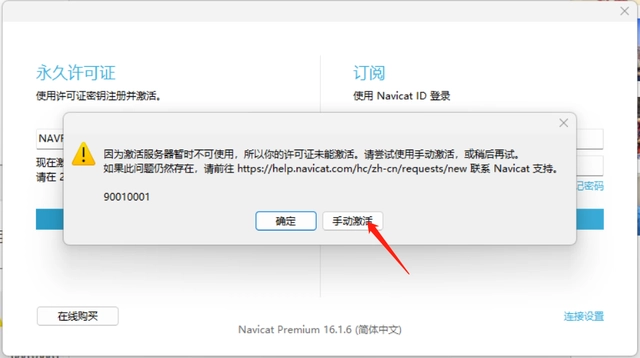 永久许可证
订阅
使用许可证密钥注册并激活。
使用 Navicat ID 登录
NAVF
现在激
请在 2
记密码
因为激活服务器暂时不可使用，所以你的许可证未能激活。请尝试使用手动激活，或稍后再试。
如果此问题仍然存在，请前往 https://help.navicat.com/hc/zh-cn/requests/new 联系 Navicat 支持。
90010001
确定
手动激活
在线购买
连接设置
Navicat Premium 16.1.6 (简体中文)